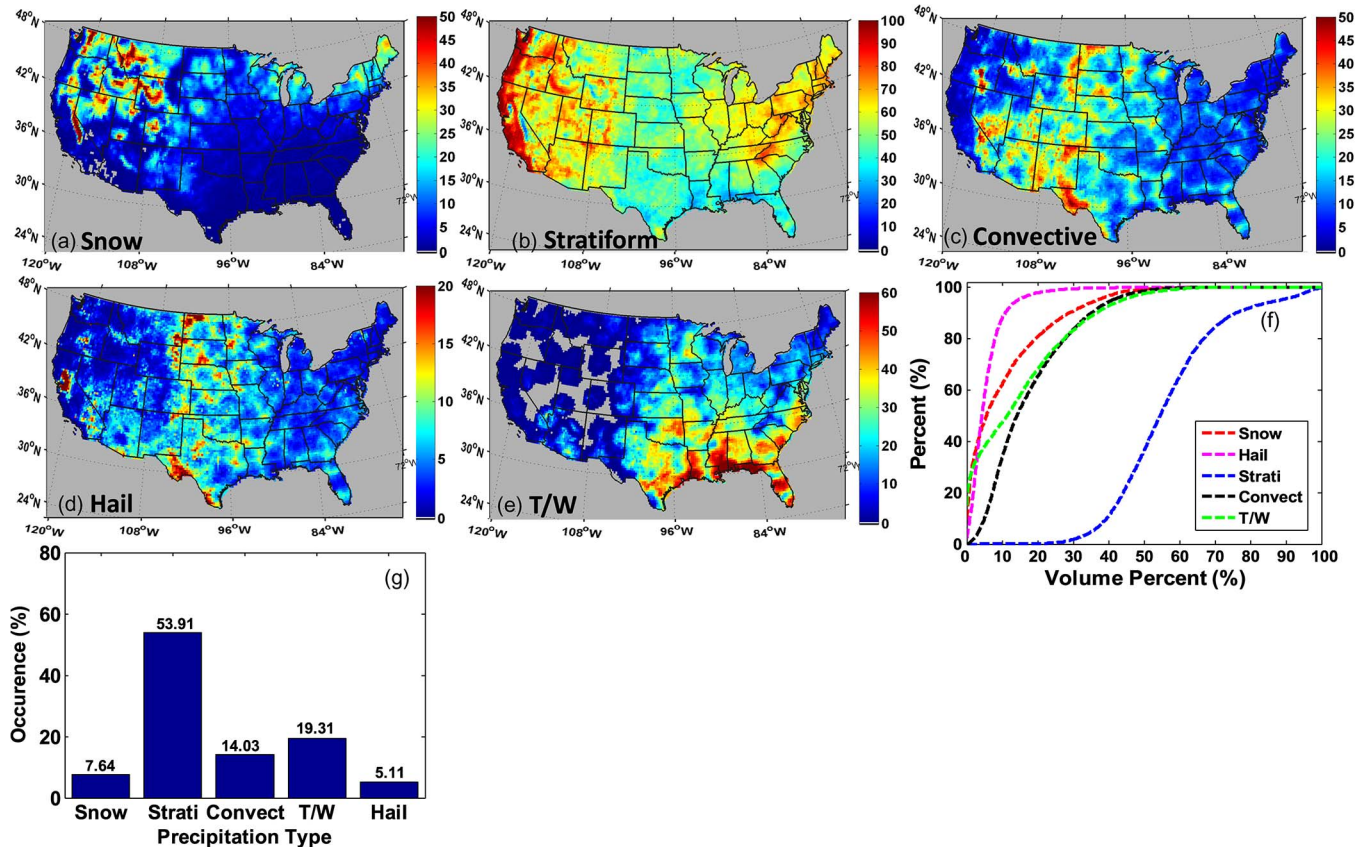 48°N
42°N
36°N
30°N
24°N
120°W
108°W
96°W
84°W
72°W
(a) Snow
50
45
40
35
30
25
20
15
10
5
0
48°N
42°N
36°N
30°N
24°N
120°W
108°W
96°W
84°W
72°W
(b) Stratiform
100
90
80
70
60
50
40
30
20
10
0
48°N
42°N
36°N
30°N
24°N
120°W
108°W
96°W
84°W
72°W
(c) Convective
50
45
40
35
30
25
20
15
10
5
0
48°N
42°N
36°N
30°N
24°N
120°W
108°W
96°W
84°W
72°W
(d) Hail
20
15
10
5
0
48°N
42°N
36°N
30°N
24°N
120°W
108°W
96°W
84°W
72°W
(e) T/W
60
50
40
30
20
10
0
Percent (%)
100
80
60
40
20
0
(f)
Snow
Hail
Strati
Convect
T/W
0 10 20 30 40 50 60 70 80 90 100
Volume Percent (%)
Occurence (%)
80
60
40
20
0
(g)
7.64
53.91
14.03
19.31
5.11
Snow Strati Convect T/W Hail
Precipitation Type